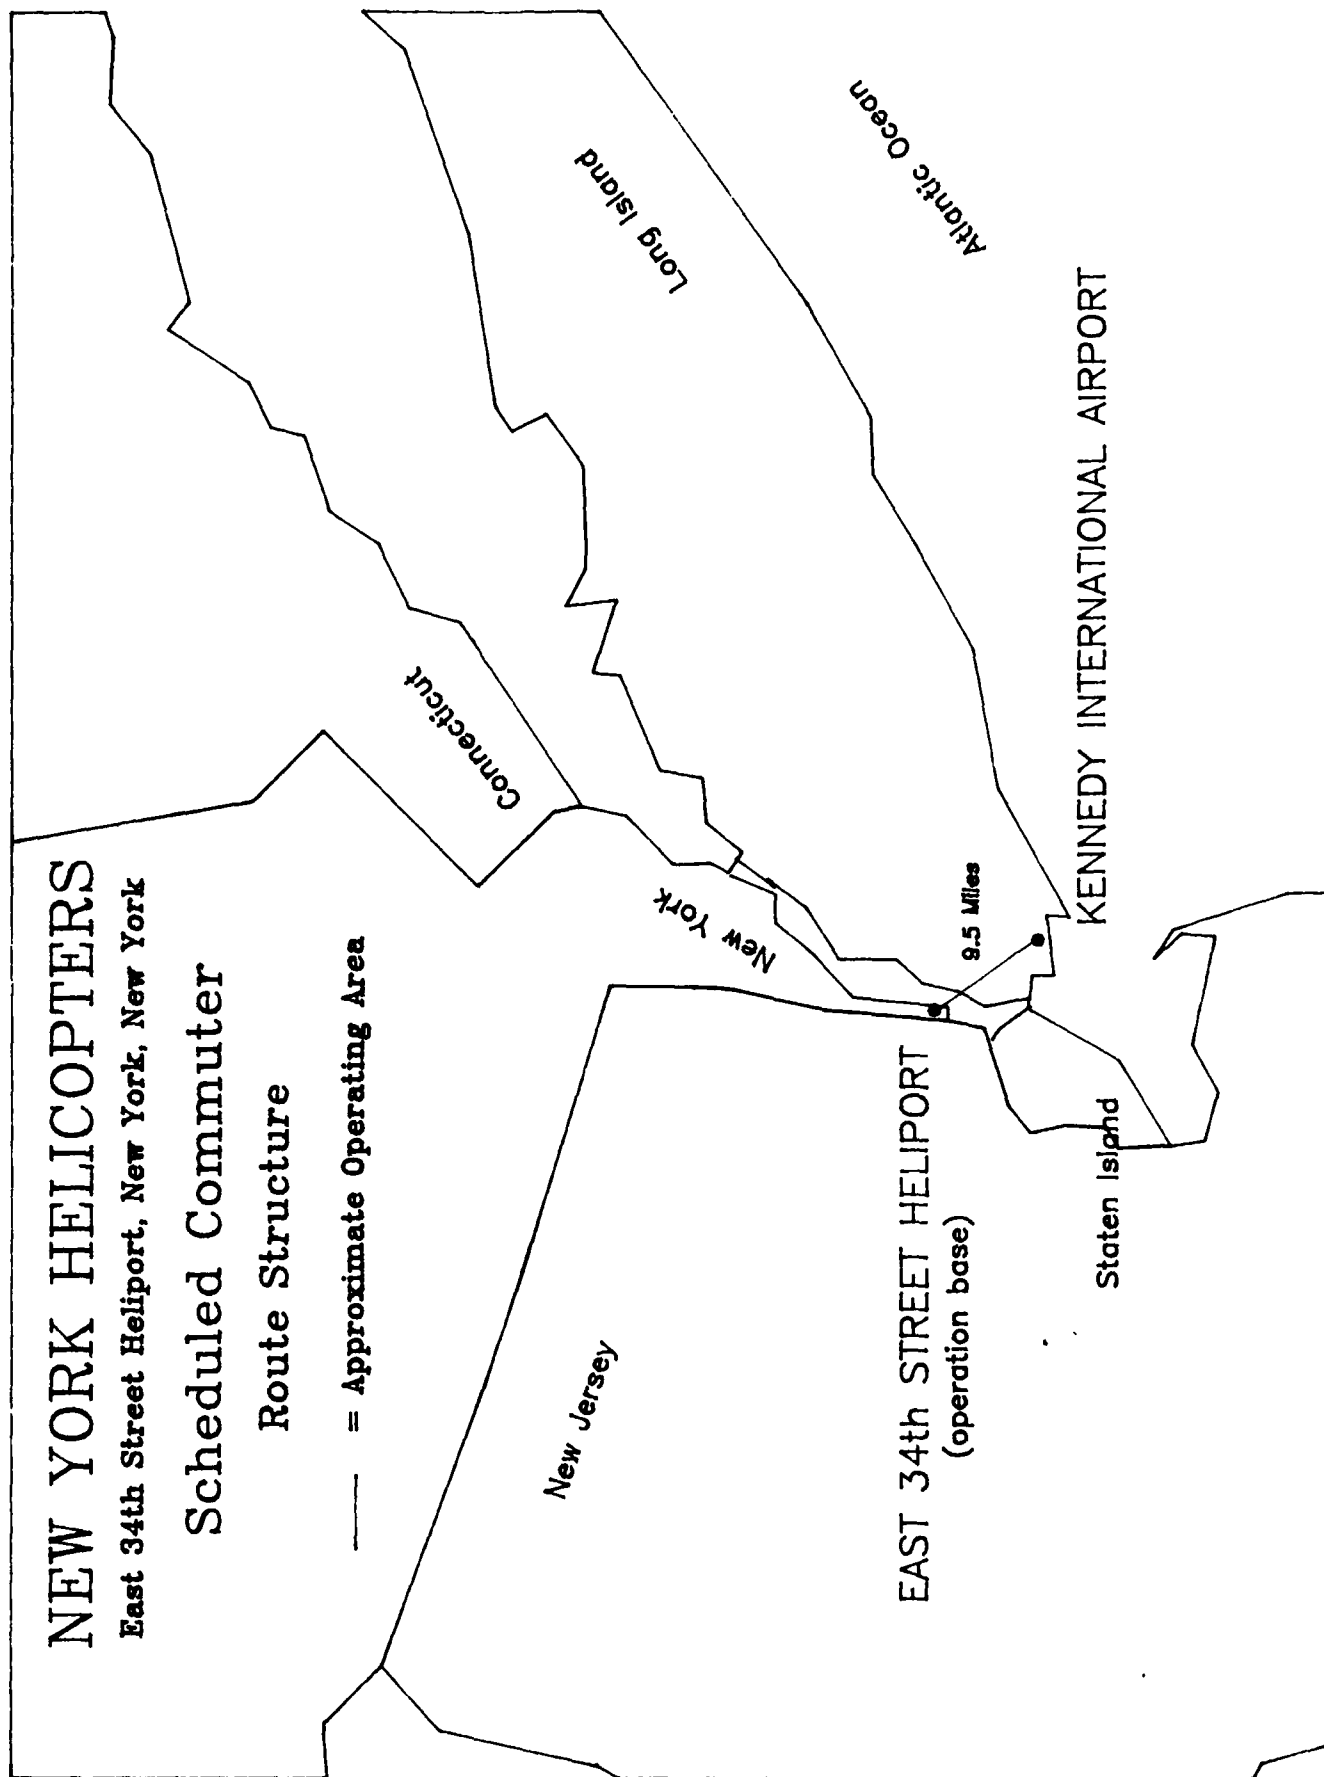 NEW YORK HELICOPTERS
East 34th Street Heliport, New York, New York
Scheduled Commuter
Route Structure
= Approximate Operating Area
Connecticut
Long Island
New York
Atlantic Ocean
New Jersey
9.5 Miles
EAST 34th STREET HELIPORT
(operation base)
KENNEDY INTERNATIONAL AIRPORT
Staten Island